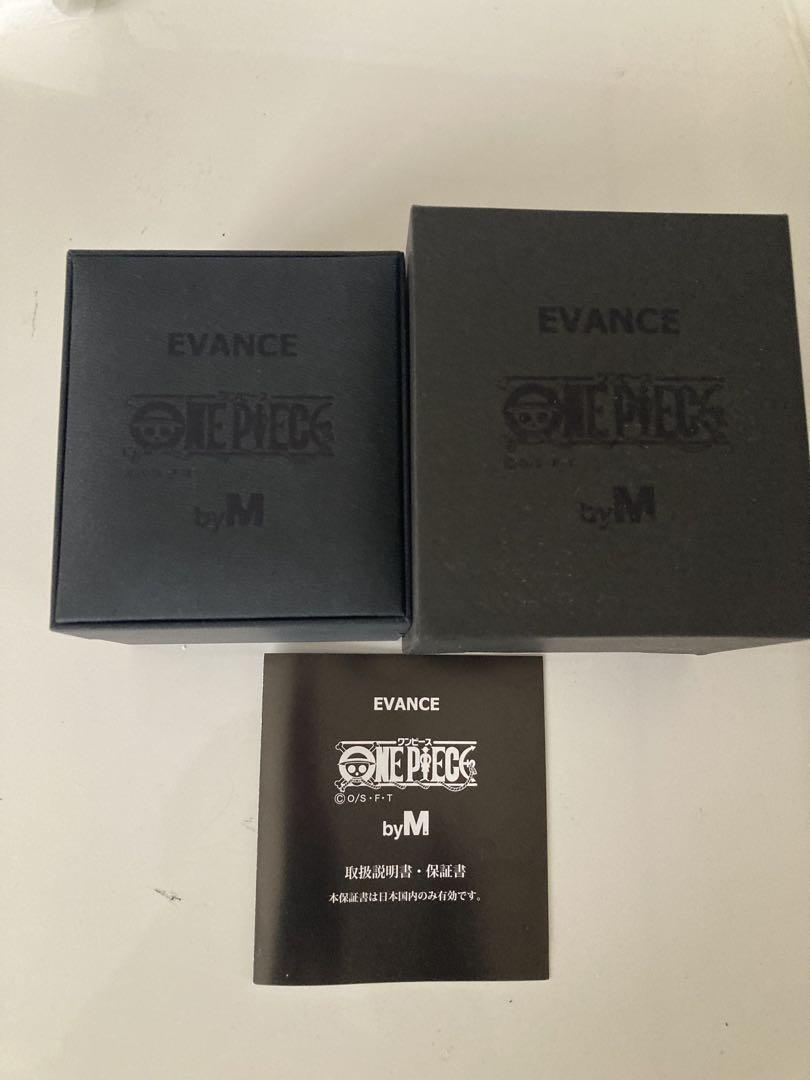 EVANCE
ONE PIECE
byM
EVANCE
ONE PIECE
©O/S・F・T
byM
EVANCE
ワンピース
ONE PIECE
©O/S・F・T
byM
取扱説明書・保証書
本保証書は日本国内のみ有効です。